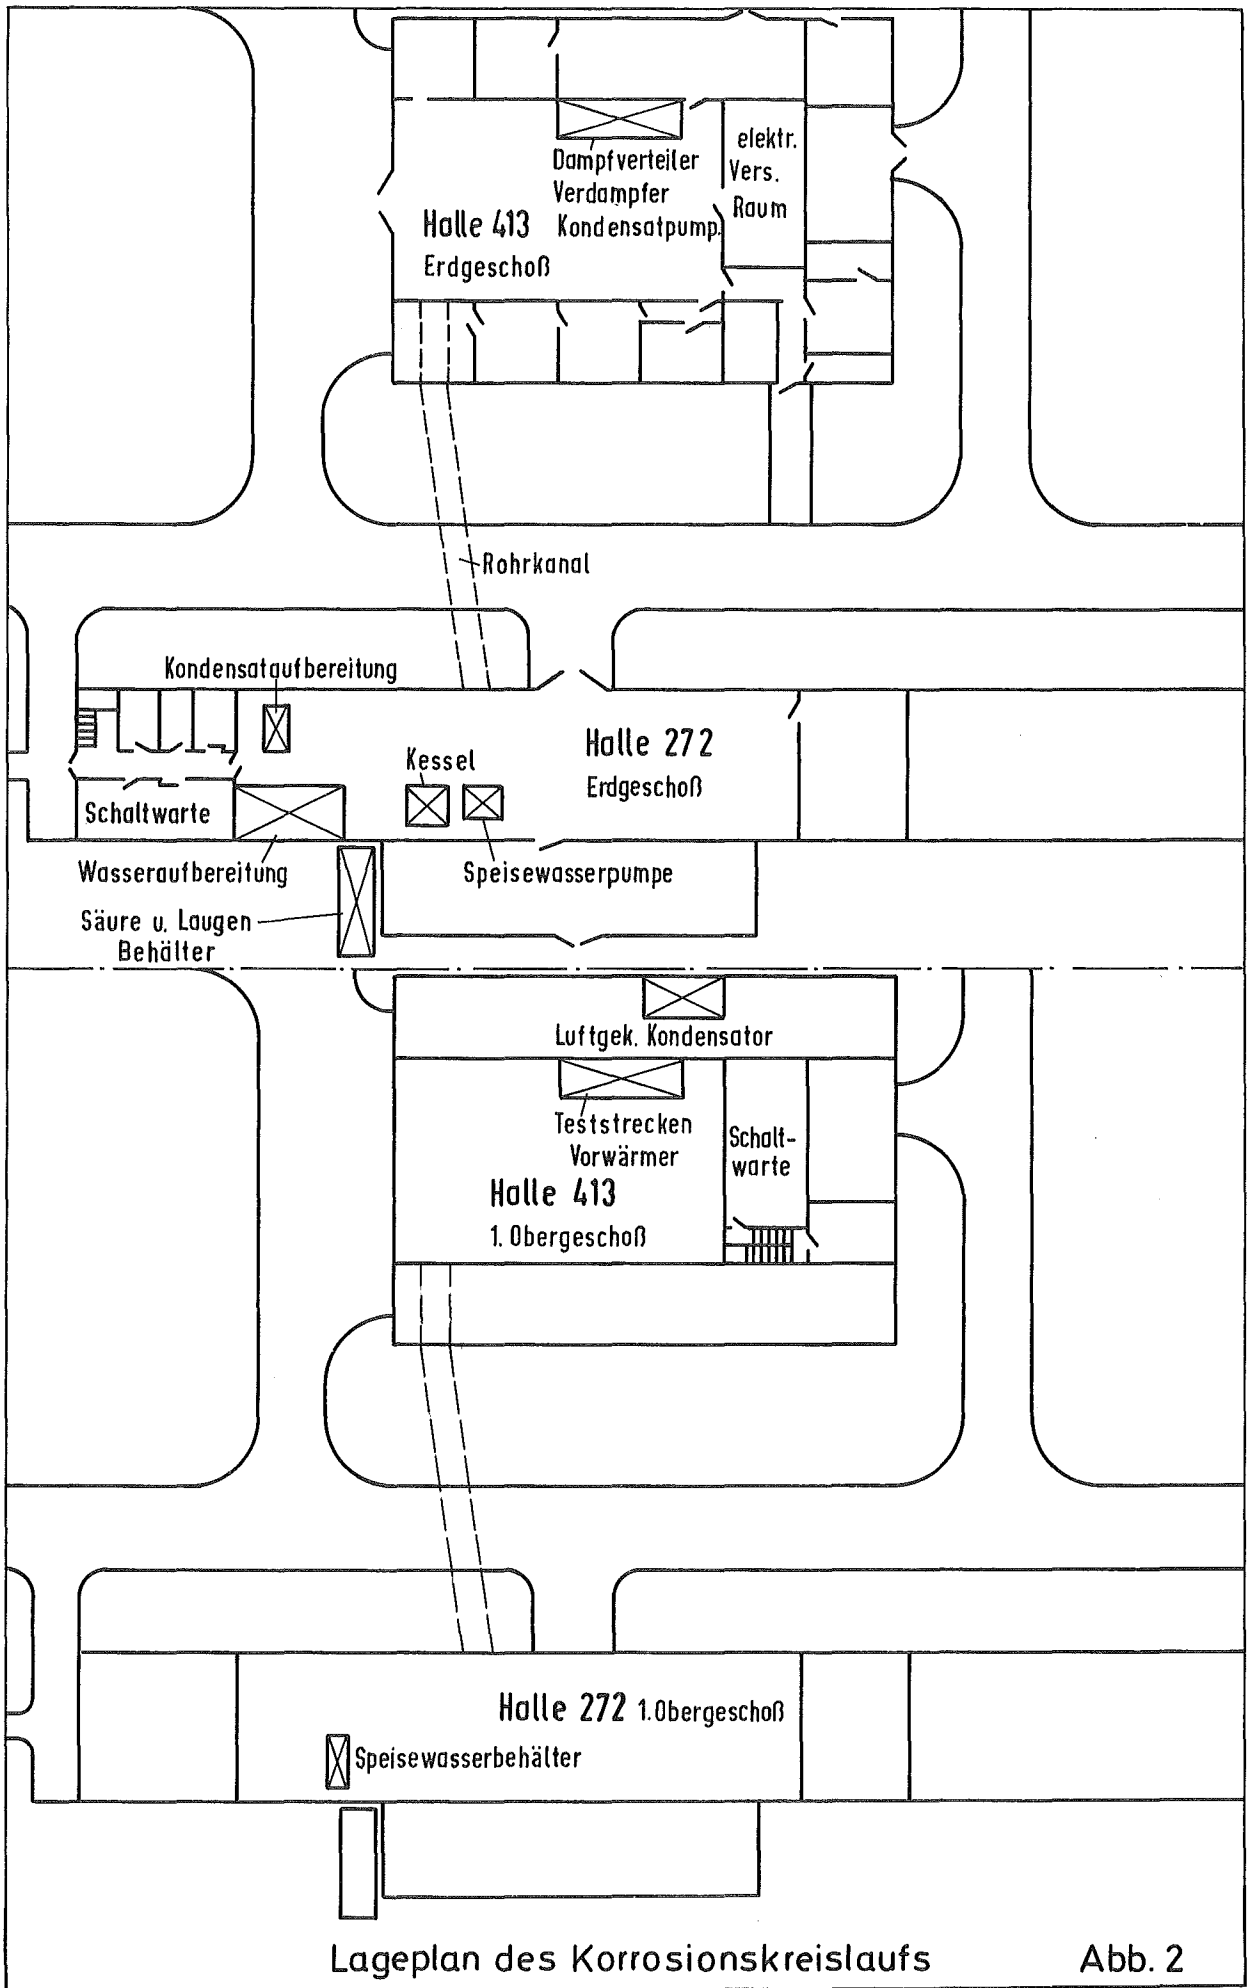 elektr.
Vers.
Raum
Dampfverteiler
Verdampfer
Kondensatpump.
Halle 413
Erdgeschoß
Rohrkanal
Kondensataufbereitung
Halle 272
Erdgeschoß
Kessel
Schaltwarte
Wasseraufbereitung
Speisewasserpumpe
Säure u. Laugen
Behälter
Luftgek. Kondensator
Teststrecken
Vorwärmer
Schalt-
warte
Halle 413
1. Obergeschoß
Halle 272 1.Obergeschoß
Speisewasserbehälter
Lageplan des Korrosionskreislaufs Abb. 2